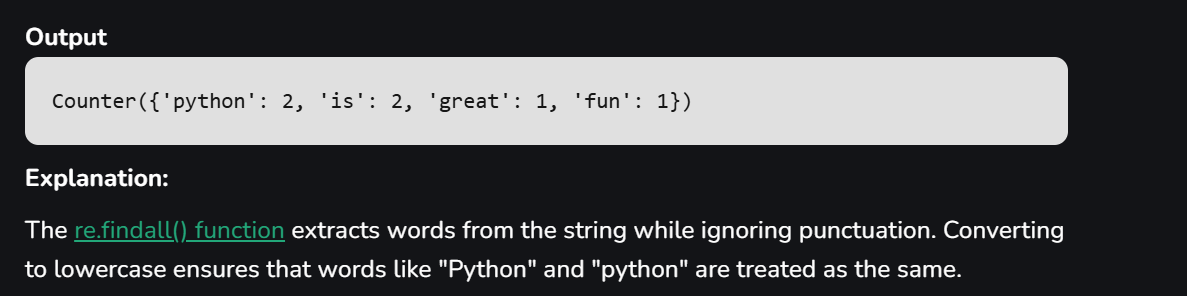 Output
Counter({'python': 2, 'is': 2, 'great': 1, 'fun': 1})
Explanation:
The re.findall() function extracts words from the string while ignoring punctuation. Converting
to lowercase ensures that words like "Python" and "python" are treated as the same.